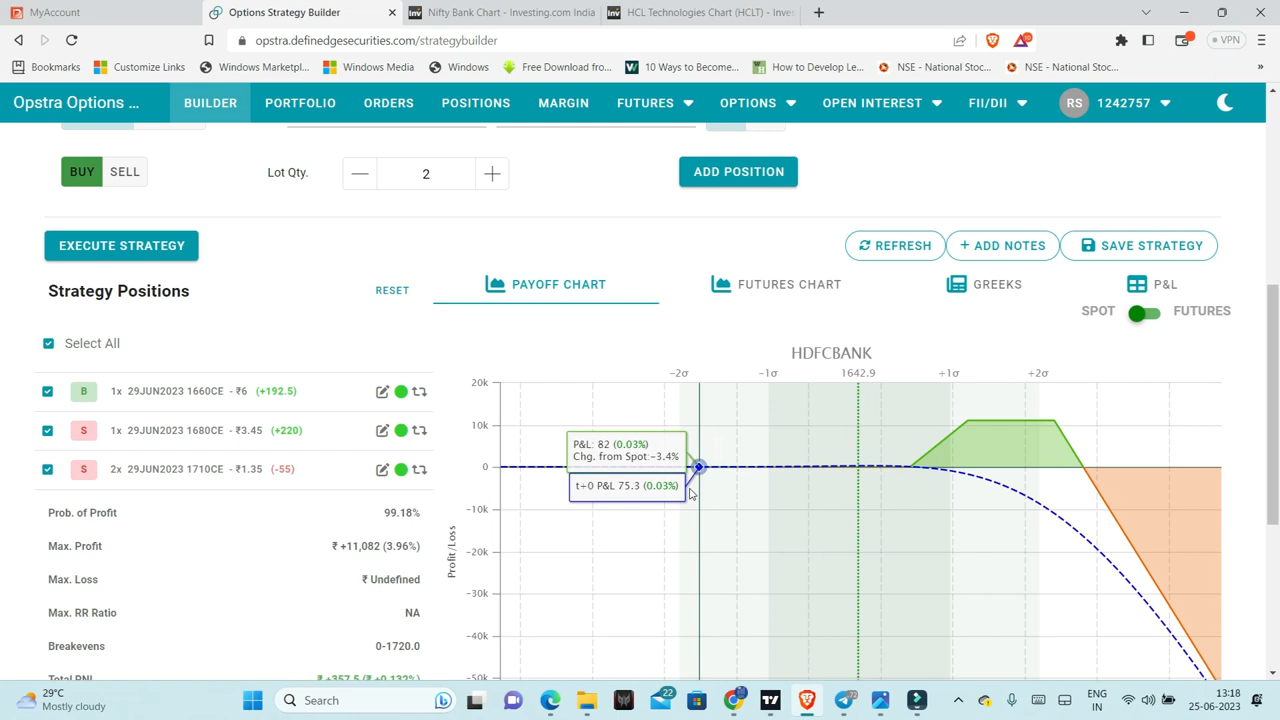 MyAccount
Options Strategy Builder
Nifty Bank Chart - Investing.com India
HCL Technologies Chart (HCLT) - Inves
opstra.definedgesecurities.com/strategybuilder
VPN
Bookmarks
Customize Links
Windows Marketpl...
Windows Media
Windows
Free Download fro...
10 Ways to Become...
How to Develop Le...
NSE - National Stoc...
NSE - National Stoc...
»
Opstra Options ...
BUILDER
PORTFOLIO
ORDERS
POSITIONS
MARGIN
FUTURES
OPTIONS
OPEN INTEREST
FII/DII
RS
1242757
BUY
SELL
Lot Qty.
2
ADD POSITION
EXECUTE STRATEGY
REFRESH
+ ADD NOTES
SAVE STRATEGY
Strategy Positions
RESET
PAYOFF CHART
FUTURES CHART
GREEKS
P&L
SPOT
FUTURES
Select All
B 1x 29JUN2023 1660CE - ₹6 (+192.5)
S 1x 29JUN2023 1680CE - ₹3.45 (+220)
S 2x 29JUN2023 1710CE - ₹1.35 (-55)
Prob. of Profit 99.18%
Max. Profit ₹ +11,082 (3.96%)
Max. Loss ₹ Undefined
Max. RR Ratio NA
Breakevens 0-1720.0
Total PNL ₹ +357.5 (₹ +0.132%)
HDFCBANK
−2σ
−1σ
1642.9
+1σ
+2σ
20k
10k
0
-10k
-20k
-30k
-40k
-50k
Profit/Loss
P&L: 82 (0.03%)
Chg. from Spot:-3.4%
t+0 P&L 75.3 (0.03%)
29°C
Mostly cloudy
Search
22
72
ENG
IN
13:18
25-06-2023